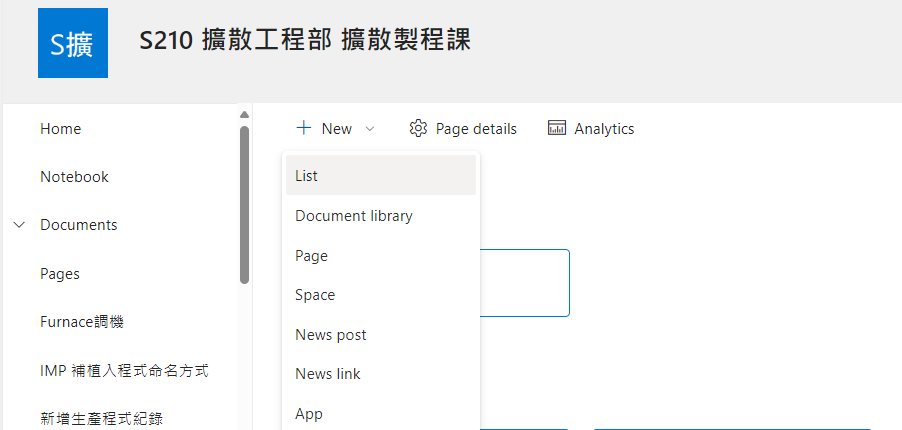 S擴
S210 擴散工程部 擴散製程課
Home
Notebook
Documents
Pages
Furnace調機
IMP 補植入程式命名方式
新增生產程式紀錄
New
Page details
Analytics
List
Document library
Page
Space
News post
News link
App